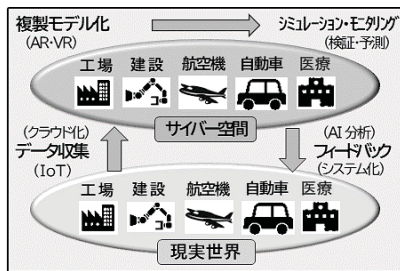 複製モデル化
(AR・VR)
シミュレーション・モニタリング
(検証・予測)
工場 建設 航空機 自動車 医療
サイバー空間
(クラウド化)
データ収集
(IoT)
(AI分析)
フィードバック
(システム化)
工場 建設 航空機 自動車 医療
現実世界